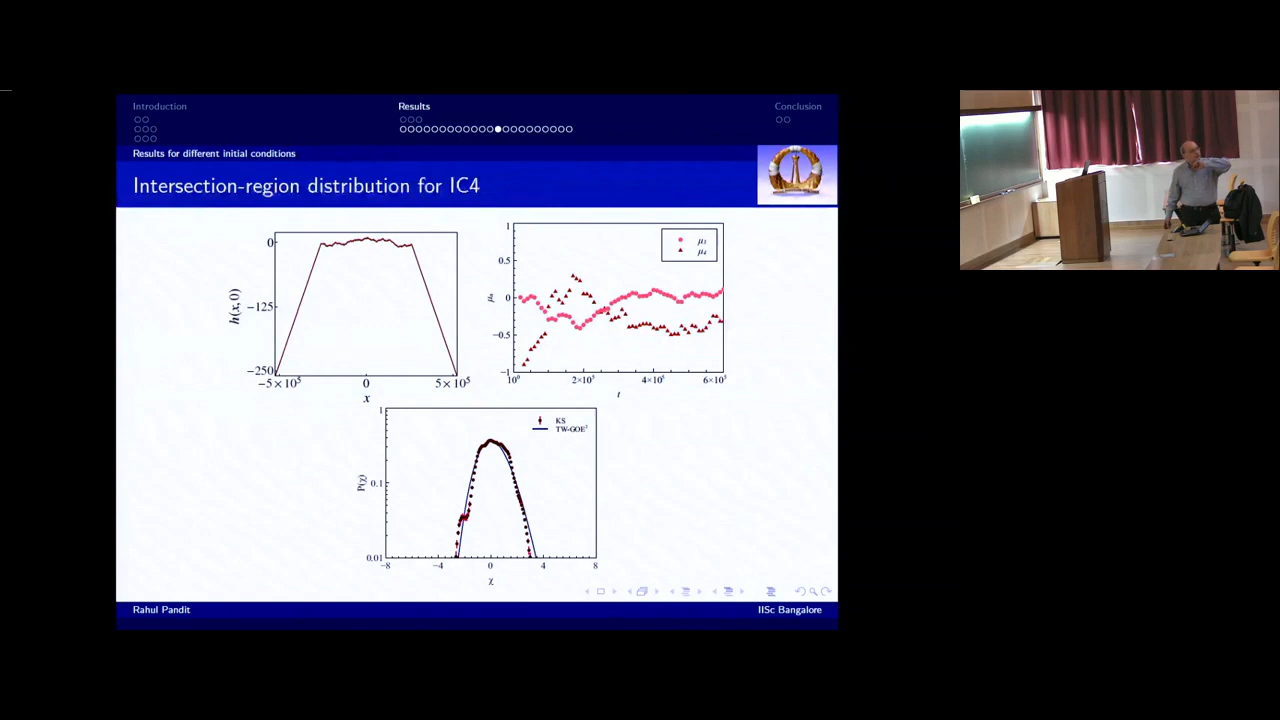 Introduction
Results
Conclusion
Results for different initial conditions
Intersection-region distribution for IC4
h(x,0)
0
−125
−250
−5×10⁵
0
5×10⁵
x
μₙ
1
0.5
0
−0.5
−1
μ₃
μ₄
10⁰
2×10⁵
4×10⁵
6×10⁵
t
P(χ)
1
0.1
0.01
KS
TW-GOE²
−8
−4
0
4
8
χ
Rahul Pandit
IISc Bangalore